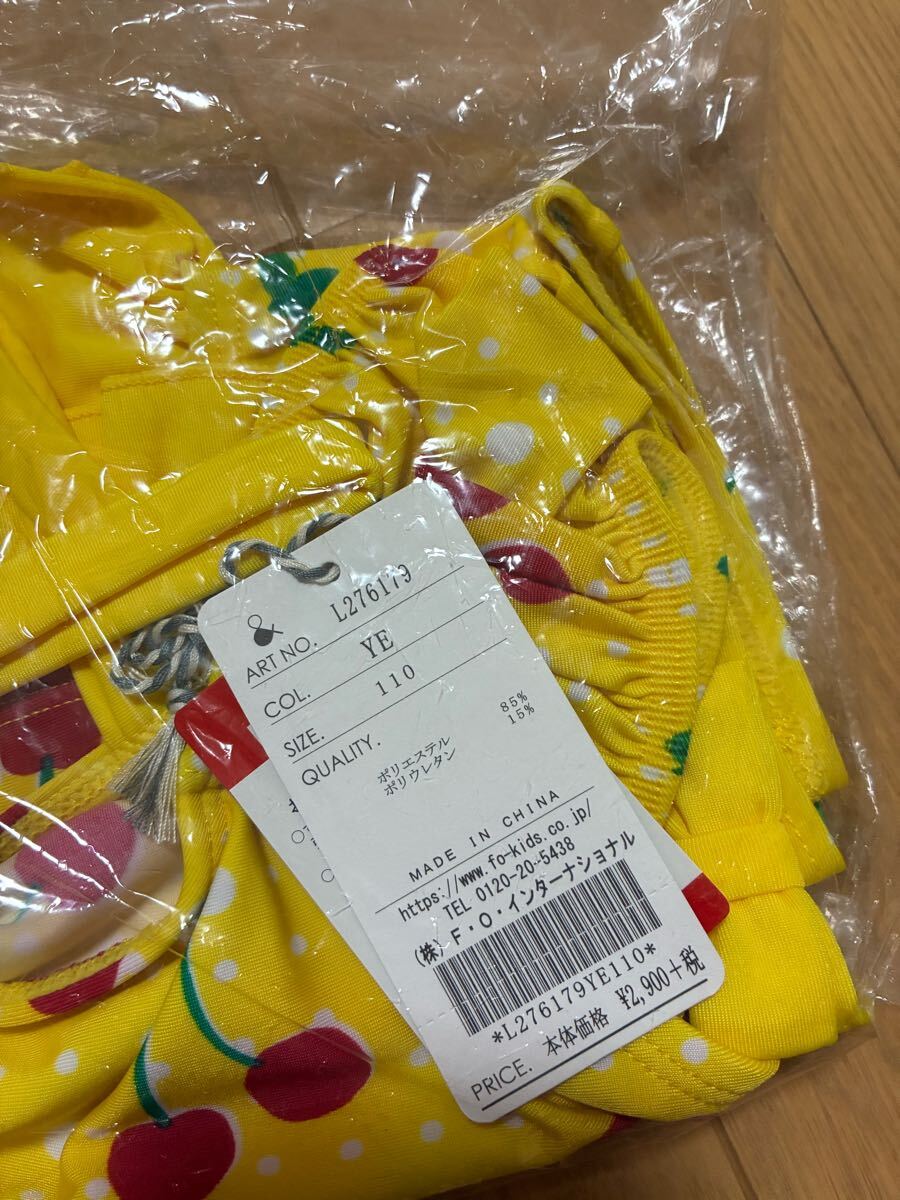 &
ART NO. L276179
COL. YE
SIZE. 110
QUALITY.
ポリエステル 85%
ポリウレタン 15%
MADE IN CHINA
https://www.fo-kids.co.jp/
TEL 0120-20-5438
(株) F・O・インターナショナル
*L276179YE110*
PRICE. 本体価格 ¥2,900+税